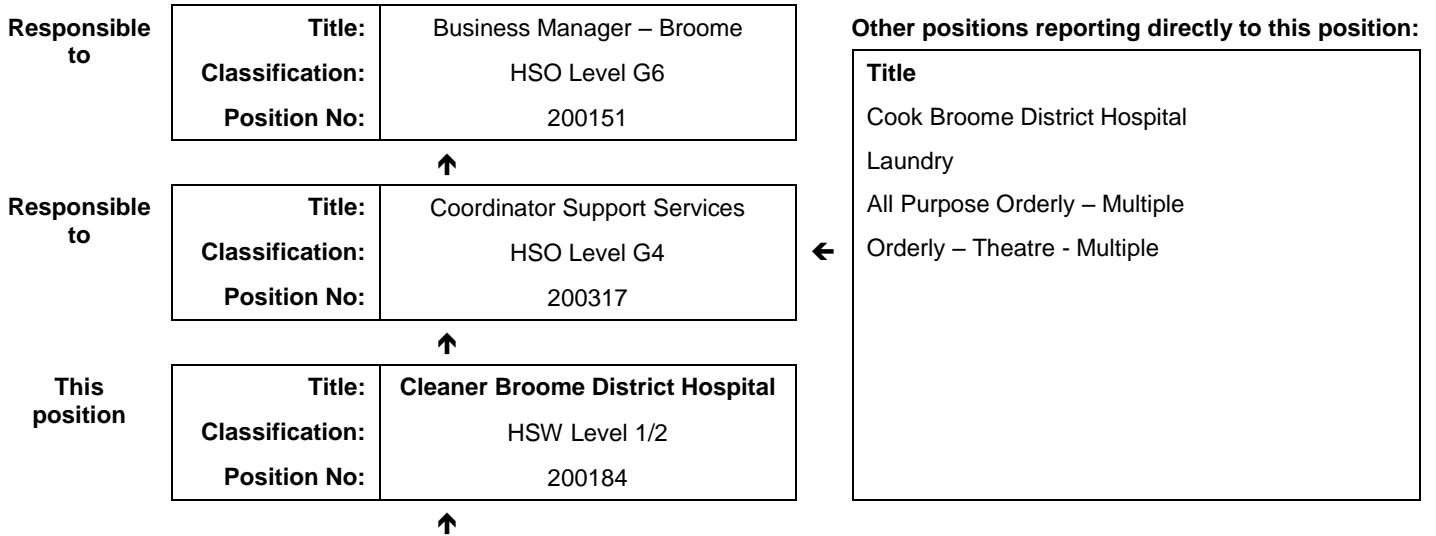 Responsible to
Title: Business Manager – Broome
Classification: HSO Level G6
Position No: 200151
🡹
Responsible to
Title: Coordinator Support Services
Classification: HSO Level G4
Position No: 200317
🡹
This position
Title: Cleaner Broome District Hospital
Classification: HSW Level 1/2
Position No: 200184
🡹
Other positions reporting directly to this position:
🡸
Title
Cook Broome District Hospital
Laundry
All Purpose Orderly – Multiple
Orderly – Theatre - Multiple